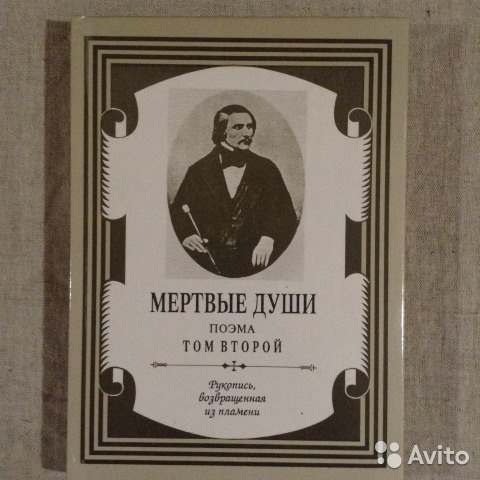 МЕРТВЫЕ ДУШИ
ПОЭМА
ТОМ ВТОРОЙ
Рукопись,
возвращенная
из пламени
Avito